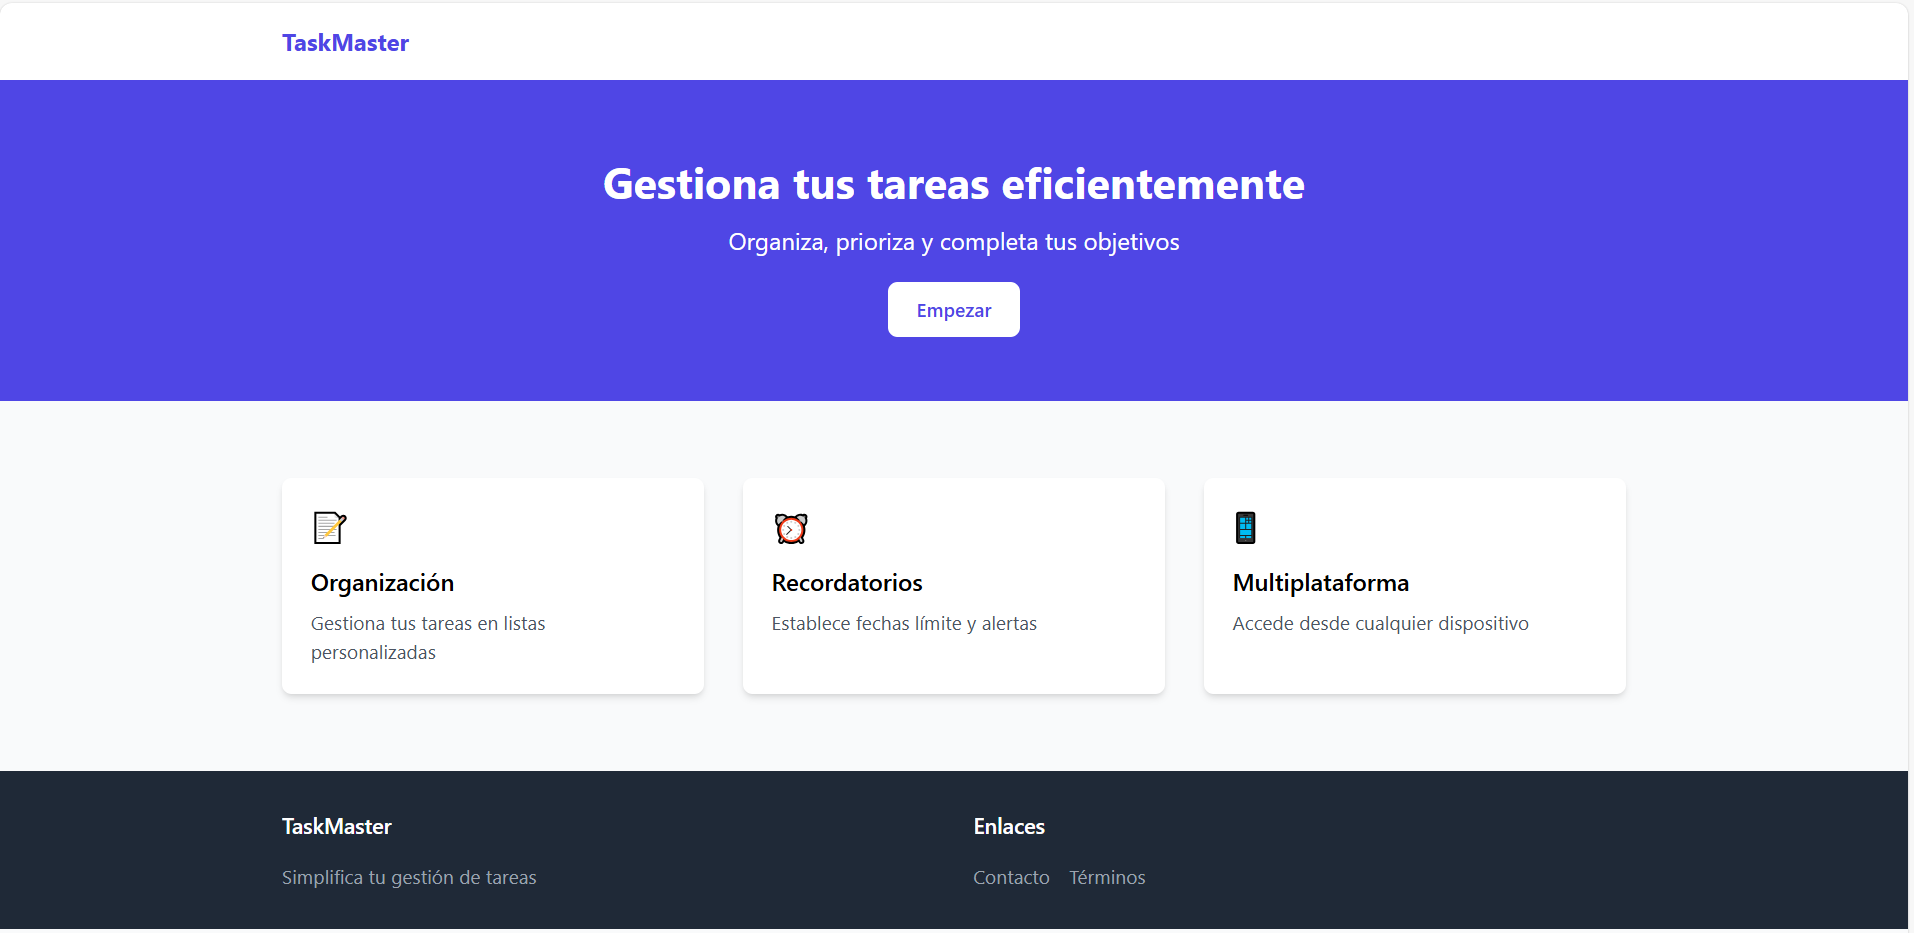 TaskMaster
Gestiona tus tareas eficientemente
Organiza, prioriza y completa tus objetivos
Empezar
Organización
Gestiona tus tareas en listas
personalizadas
Recordatorios
Establece fechas límite y alertas
Multiplataforma
Accede desde cualquier dispositivo
TaskMaster
Simplifica tu gestión de tareas
Enlaces
Contacto Términos